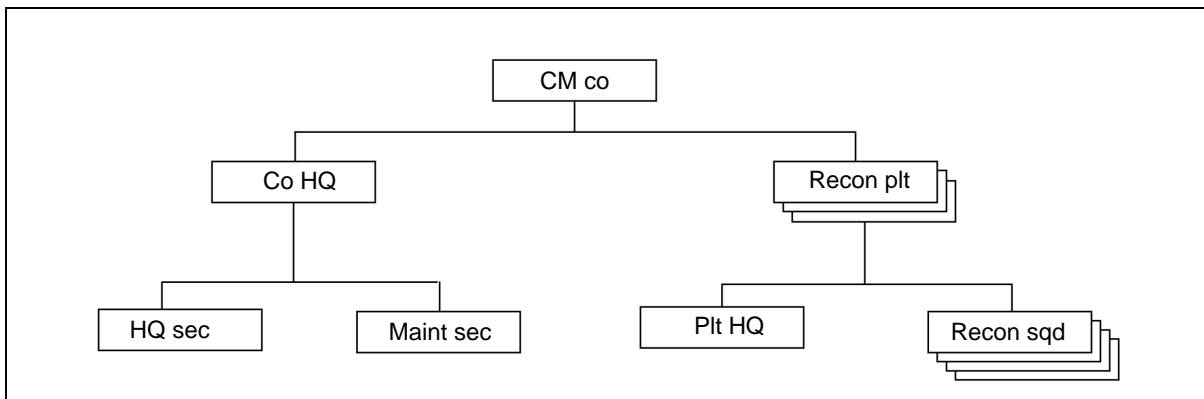 CM co
Co HQ
Recon plt
HQ sec
Maint sec
Plt HQ
Recon sqd